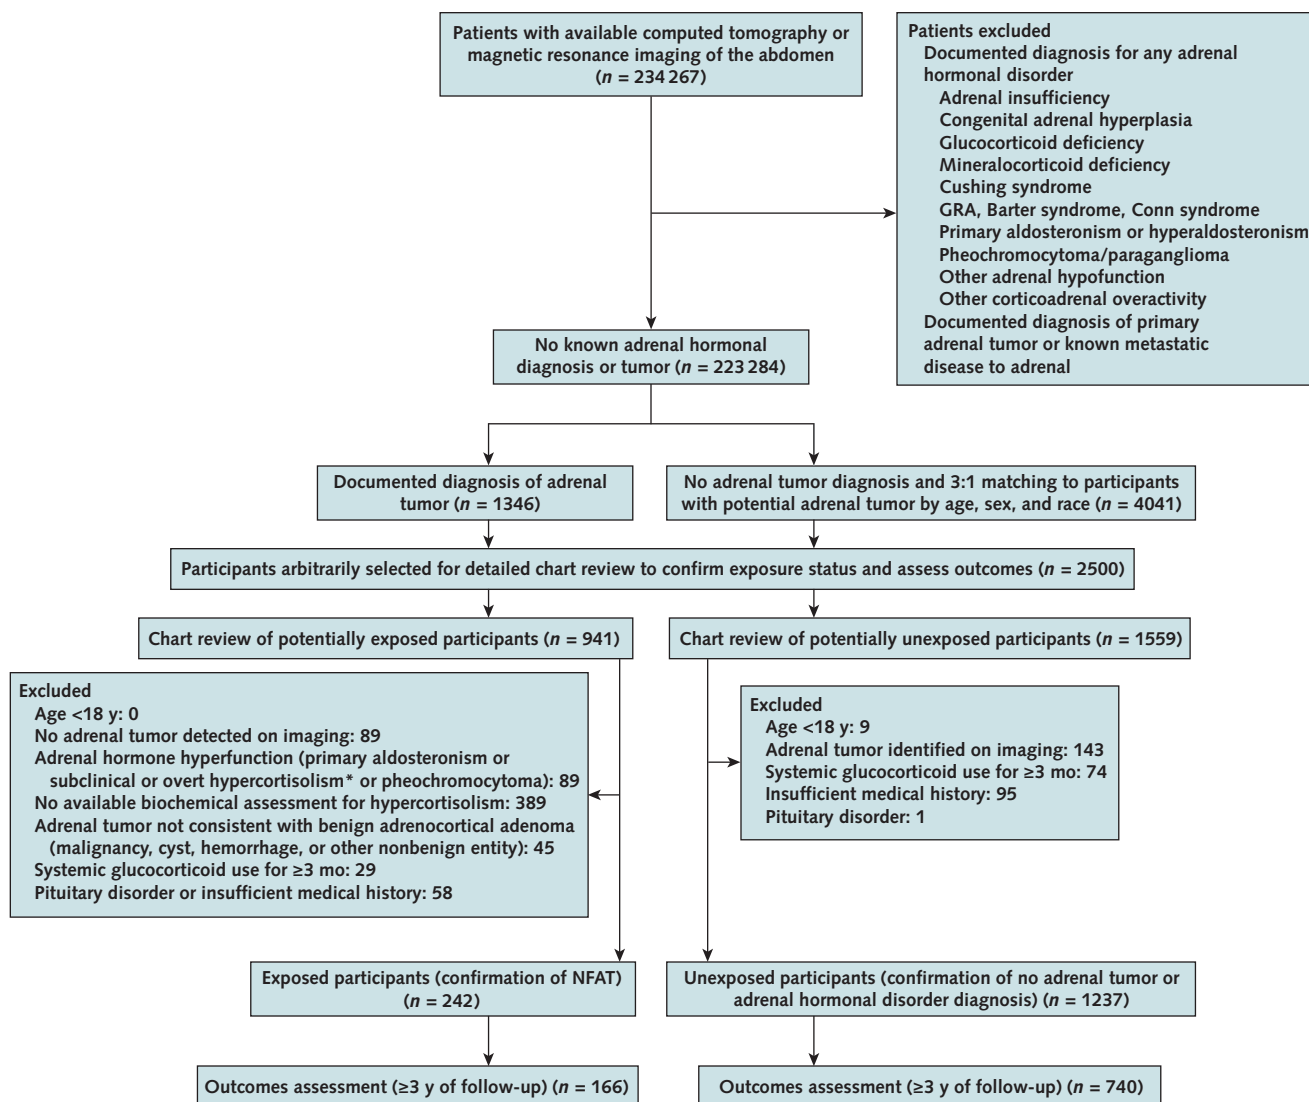 Patients with available computed tomography or
magnetic resonance imaging of the abdomen
(n = 234 267)
Patients excluded
Documented diagnosis for any adrenal
hormonal disorder
Adrenal insufficiency
Congenital adrenal hyperplasia
Glucocorticoid deficiency
Mineralocorticoid deficiency
Cushing syndrome
GRA, Barter syndrome, Conn syndrome
Primary aldosteronism or hyperaldosteronism
Pheochromocytoma/paraganglioma
Other adrenal hypofunction
Other corticoadrenal overactivity
Documented diagnosis of primary
adrenal tumor or known metastatic
disease to adrenal
No known adrenal hormonal
diagnosis or tumor (n = 223 284)
Documented diagnosis of adrenal
tumor (n = 1346)
No adrenal tumor diagnosis and 3:1 matching to participants
with potential adrenal tumor by age, sex, and race (n = 4041)
Participants arbitrarily selected for detailed chart review to confirm exposure status and assess outcomes (n = 2500)
Chart review of potentially exposed participants (n = 941)
Chart review of potentially unexposed participants (n = 1559)
Excluded
Age <18 y: 0
No adrenal tumor detected on imaging: 89
Adrenal hormone hyperfunction (primary aldosteronism or
subclinical or overt hypercortisolism* or pheochromocytoma): 89
No available biochemical assessment for hypercortisolism: 389
Adrenal tumor not consistent with benign adrenocortical adenoma
(malignancy, cyst, hemorrhage, or other nonbenign entity): 45
Systemic glucocorticoid use for ≥3 mo: 29
Pituitary disorder or insufficient medical history: 58
Excluded
Age <18 y: 9
Adrenal tumor identified on imaging: 143
Systemic glucocorticoid use for ≥3 mo: 74
Insufficient medical history: 95
Pituitary disorder: 1
Exposed participants (confirmation of NFAT)
(n = 242)
Unexposed participants (confirmation of no adrenal tumor or
adrenal hormonal disorder diagnosis) (n = 1237)
Outcomes assessment (≥3 y of follow-up) (n = 166)
Outcomes assessment (≥3 y of follow-up) (n = 740)